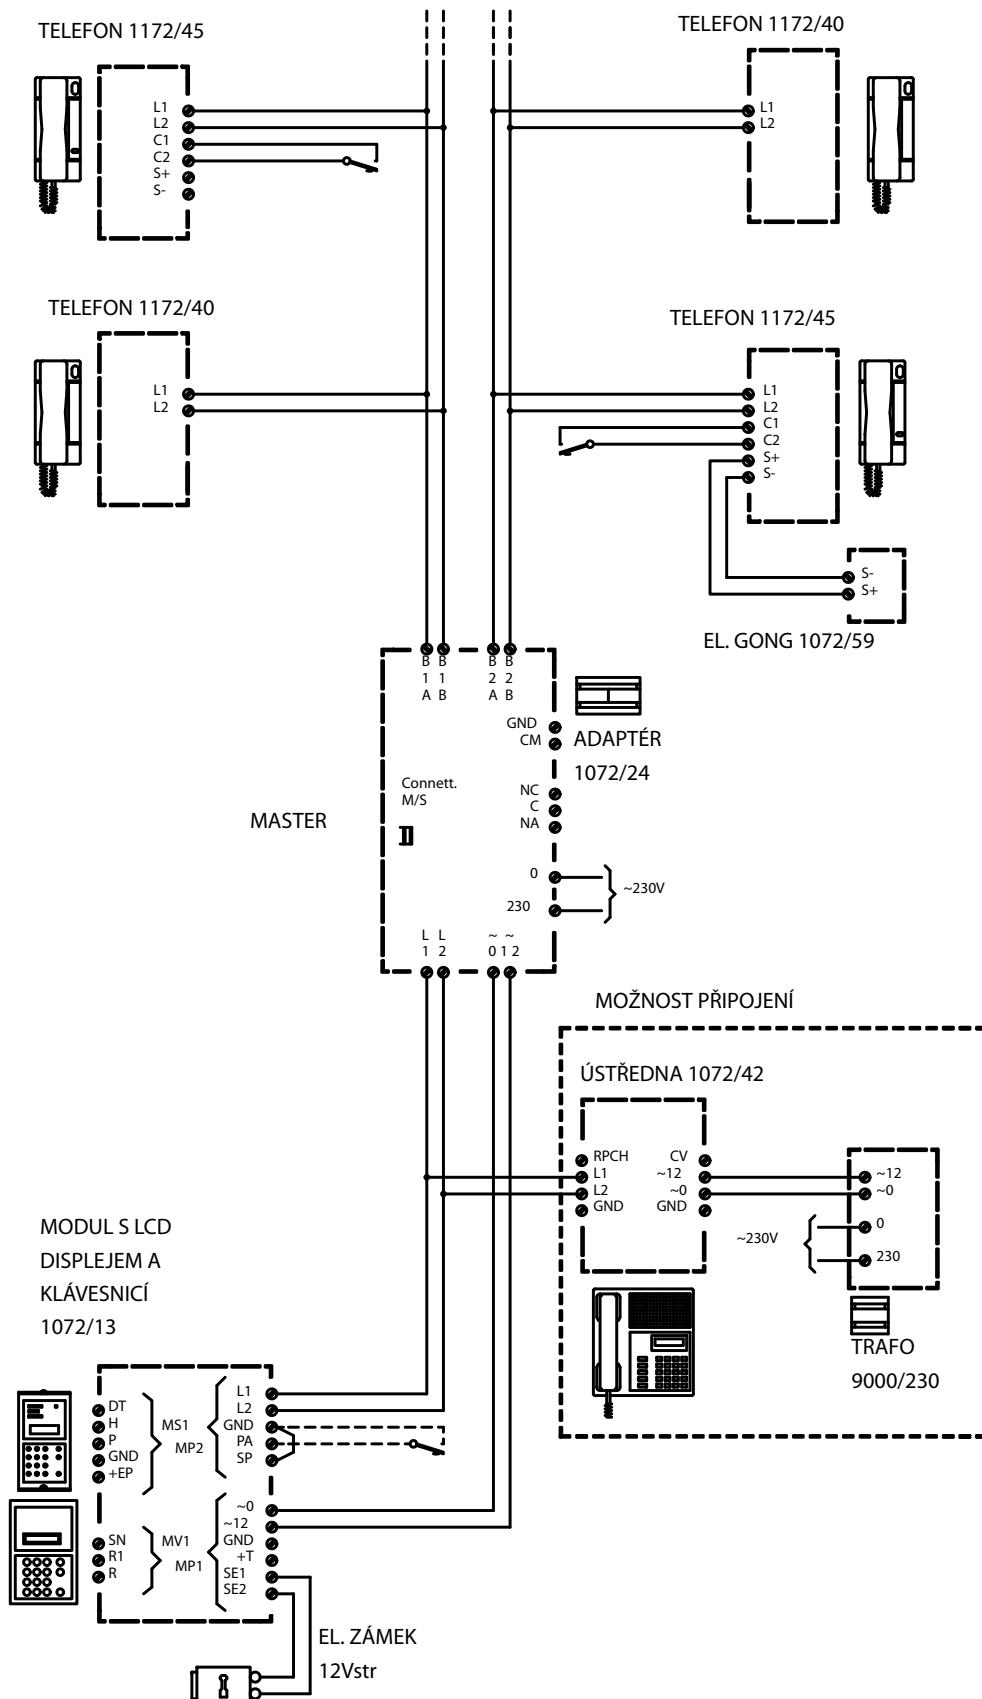 TELEFON 1172/45
TELEFON 1172/40
L1
L2
C1
C2
S+
S-
L1
L2
TELEFON 1172/40
TELEFON 1172/45
L1
L2
L1
L2
C1
C2
S+
S-
S-
S+
EL. GONG 1072/59
B B B B
1 1 2 2
A B A B
GND
CM
ADAPTÉR
1072/24
Connett.
M/S
NC
C
NA
MASTER
0
230
~230V
L L ~ ~
1 2 0 1 2
MOŽNOST PŘIPOJENÍ
ÚSTŘEDNA 1072/42
RPCH
L1
L2
GND
CV
~12
~0
GND
~12
~0
0
230
~230V
TRAFO
9000/230
MODUL S LCD
DISPLEJEM A
KLÁVESNICÍ
1072/13
DT
H
P
GND
+EP
MS1
MP2
L1
L2
GND
PA
SP
SN
R1
R
MV1
MP1
~0
~12
GND
+T
SE1
SE2
EL. ZÁMEK
12Vstr